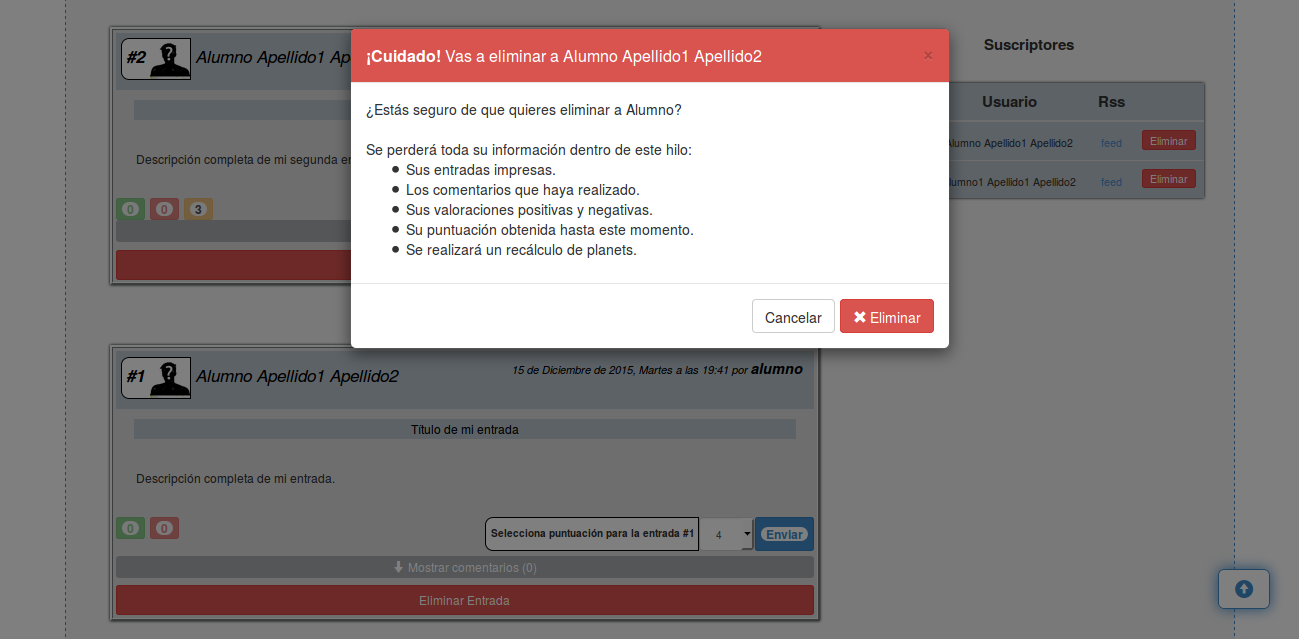 #2 Alumno Apellido1 Ap
¡Cuidado! Vas a eliminar a Alumno Apellido1 Apellido2 ×
¿Estás seguro de que quieres eliminar a Alumno?
Se perderá toda su información dentro de este hilo:
Sus entradas impresas.
Los comentarios que haya realizado.
Sus valoraciones positivas y negativas.
Su puntuación obtenida hasta este momento.
Se realizará un recálculo de planets.
Cancelar Eliminar
Descripción completa de mi segunda en
0 0 3
Suscriptores
Usuario Rss
Alumno Apellido1 Apellido2 feed Eliminar
lumno1 Apellido1 Apellido2 feed Eliminar
#1 Alumno Apellido1 Apellido2 15 de Diciembre de 2015, Martes a las 19:41 por alumno
Título de mi entrada
Descripción completa de mi entrada.
0 0 Selecciona puntuación para la entrada #1 4 Enviar
Mostrar comentarios (0)
Eliminar Entrada